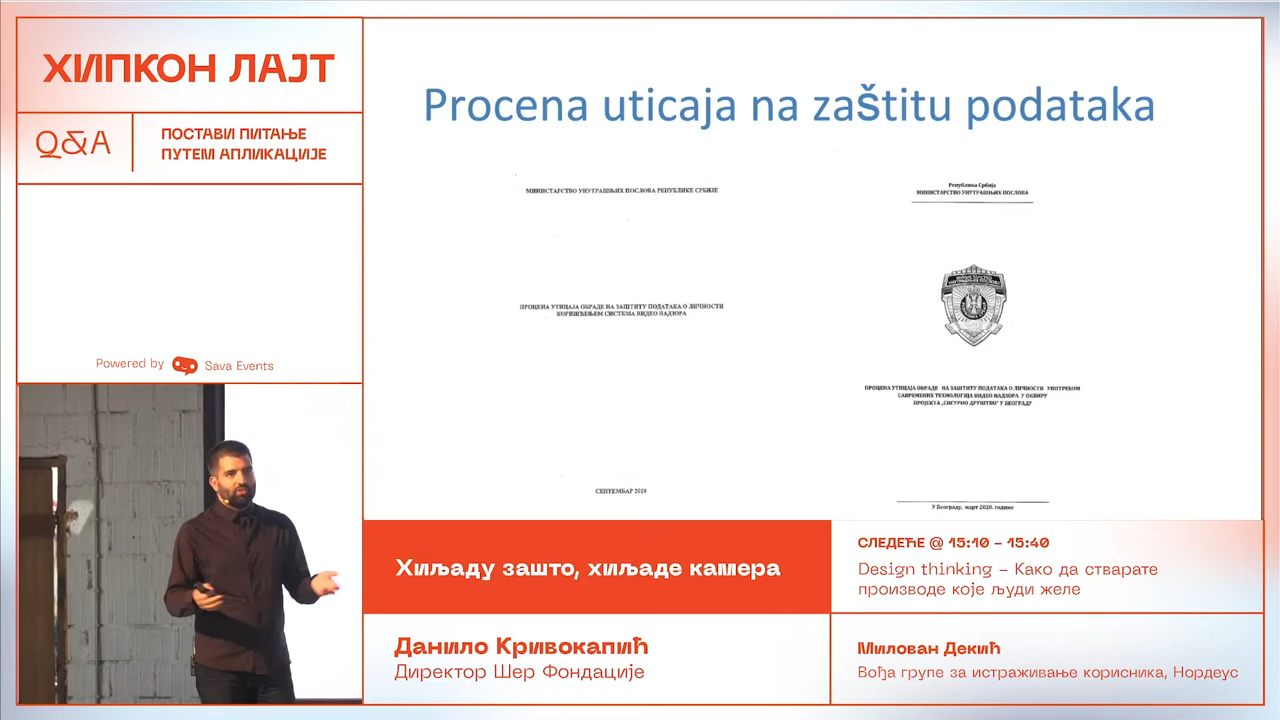 ХИПКОН ЛАЈТ
Q&A
ПОСТАВИ ПИТАЊЕ
ПУТЕМ АПЛИКАЦИЈЕ
Powered by Sava Events
Procena uticaja na zaštitu podataka
МИНИСТАРСТВО УНУТРАШЊИХ ПОСЛОВА РЕПУБЛИКЕ СРБИЈЕ
ПРОЦЕНА УТИЦАЈА ОБРАДЕ НА ЗАШТИТУ ПОДАТАКА О ЛИЧНОСТИ
КОРИШЋЕЊЕМ СИСТЕМА ВИДЕО НАДЗОРА
СЕПТЕМБАР 2019
Република Србија
МИНИСТАРСТВО УНУТРАШЊИХ ПОСЛОВА
ПРОЦЕНА УТИЦАЈА ОБРАДЕ НА ЗАШТИТУ ПОДАТАКА О ЛИЧНОСТИ УПОТРЕБОМ
САВРЕМЕНИХ ТЕХНОЛОГИЈА ВИДЕО НАДЗОРА У ОКВИРУ
ПРОЈЕКТА „СИГУРНО ДРУШТВО" У БЕОГРАДУ
У Београду, март 2020. године
Хиљаду зашто, хиљаде камера
Данило Кривокапић
Директор Шер Фондације
СЛЕДЕЋЕ @ 15:10 – 15:40
Design thinking – Како да стварате
производе које људи желе
Милован Декић
Вођа групе за истраживање корисника, Нордеус